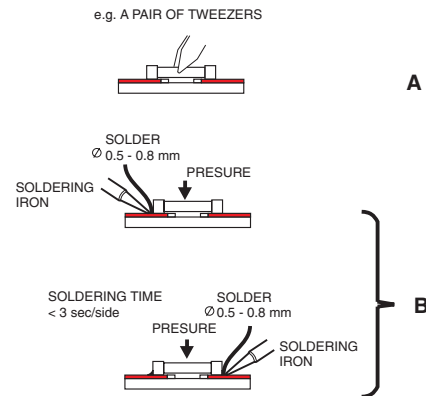 e.g. A PAIR OF TWEEZERS
A
SOLDER
Ø 0.5 - 0.8 mm
PRESURE
SOLDERING
IRON
B
SOLDERING TIME
< 3 sec/side
SOLDER
Ø 0.5 - 0.8 mm
PRESURE
SOLDERING
IRON